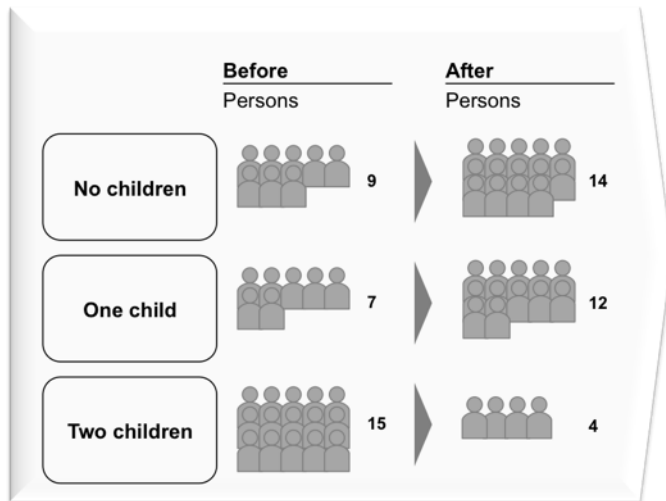 Before
After
Persons
Persons
No children
9
14
One child
7
12
Two children
15
4